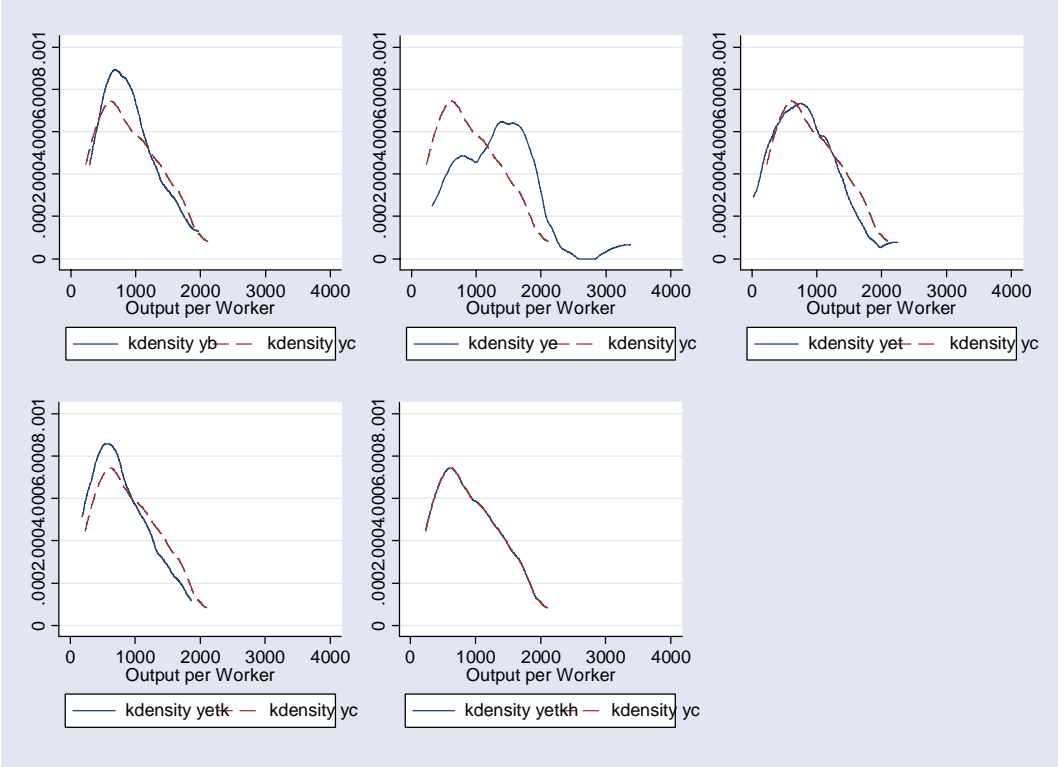 0 .0002.0004.0006.0008.001
0 1000 2000 3000 4000
Output per Worker
kdensity yb kdensity yc
0 .0002.0004.0006.0008.001
0 1000 2000 3000 4000
Output per Worker
kdensity ye kdensity yc
0 .0002.0004.0006.0008.001
0 1000 2000 3000 4000
Output per Worker
kdensity yet kdensity yc
0 .0002.0004.0006.0008.001
0 1000 2000 3000 4000
Output per Worker
kdensity yetk kdensity yc
0 .0002.0004.0006.0008.001
0 1000 2000 3000 4000
Output per Worker
kdensity yetkh kdensity yc